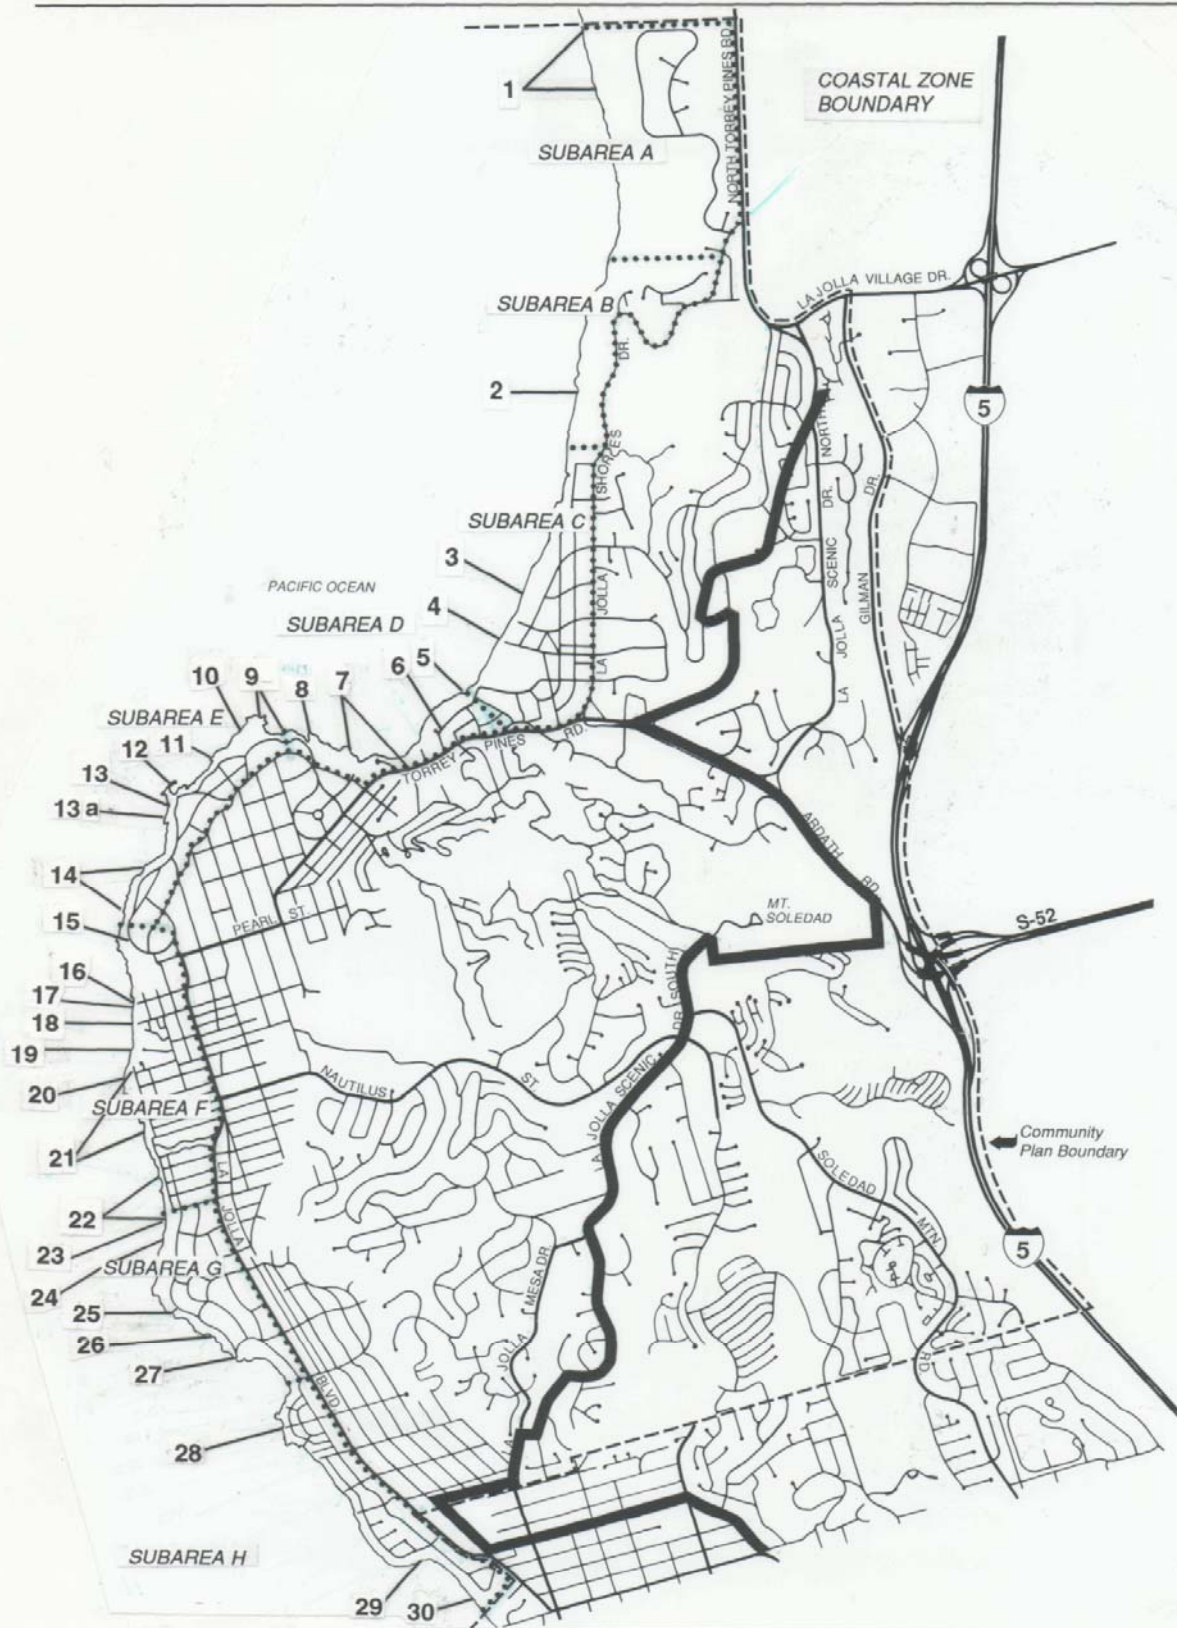 COASTAL ZONE
BOUNDARY
NORTH TORREY PINES RD
1
SUBAREA A
LA JOLLA VILLAGE DR.
SUBAREA B
DR.
2
5
NORTH
SHORES
SUBAREA C
DR.
DR.
3
SCENIC
PACIFIC OCEAN
JOLLA
GILMAN
SUBAREA D
4
JOLLA
5
LA
LA
6
7
8
9
10
SUBAREA E
TORREY PINES RD.
11
12
13
13 a
ARDATH RD
14
MT.
SOLEDAD
15
PEARL ST.
S-52
16
17
18
19
20
NAUTILUS ST
LA JOLLA SCENIC DR SOUTH
SUBAREA F
21
Community
Plan Boundary
SOLEDAD MTN RD
22
LA JOLLA BLVD
23
5
24
SUBAREA G
LA JOLLA MESA DR
25
26
27
28
SUBAREA H
29
30